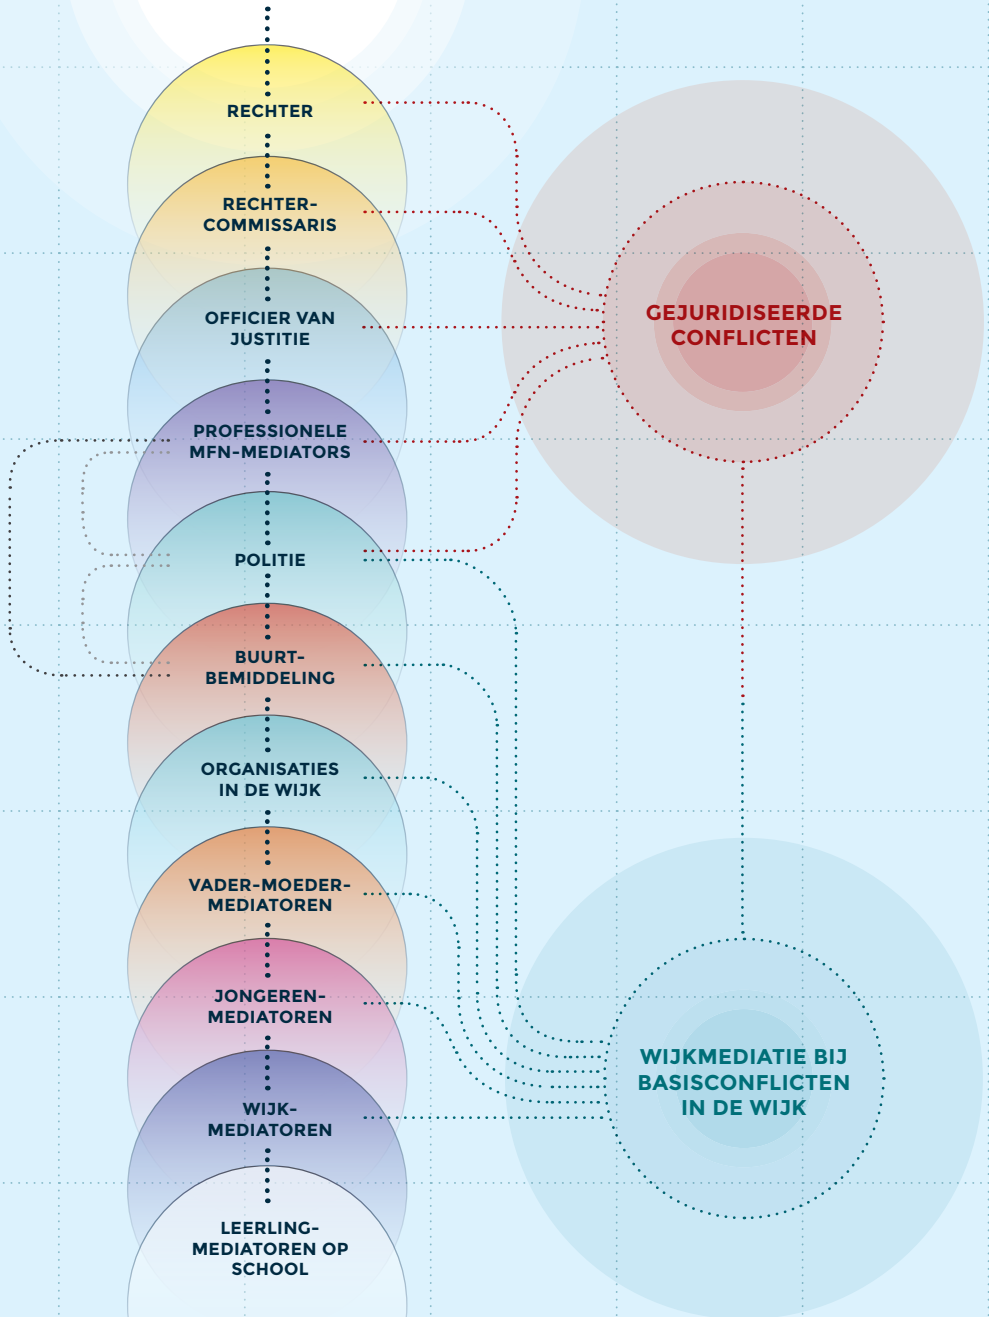 RECHTER
RECHTER-
COMMISSARIS
OFFICIER VAN
JUSTITIE
PROFESSIONELE
MFN-MEDIATORS
POLITIE
BUURT-
BEMIDDELING
ORGANISATIES
IN DE WIJK
VADER-MOEDER-
MEDIATOREN
JONGEREN-
MEDIATOREN
WIJK-
MEDIATOREN
LEERLING-
MEDIATOREN OP
SCHOOL
GEJURIDISEERDE
CONFLICTEN
WIJKMEDIATIE BIJ
BASISCONFLICTEN
IN DE WIJK